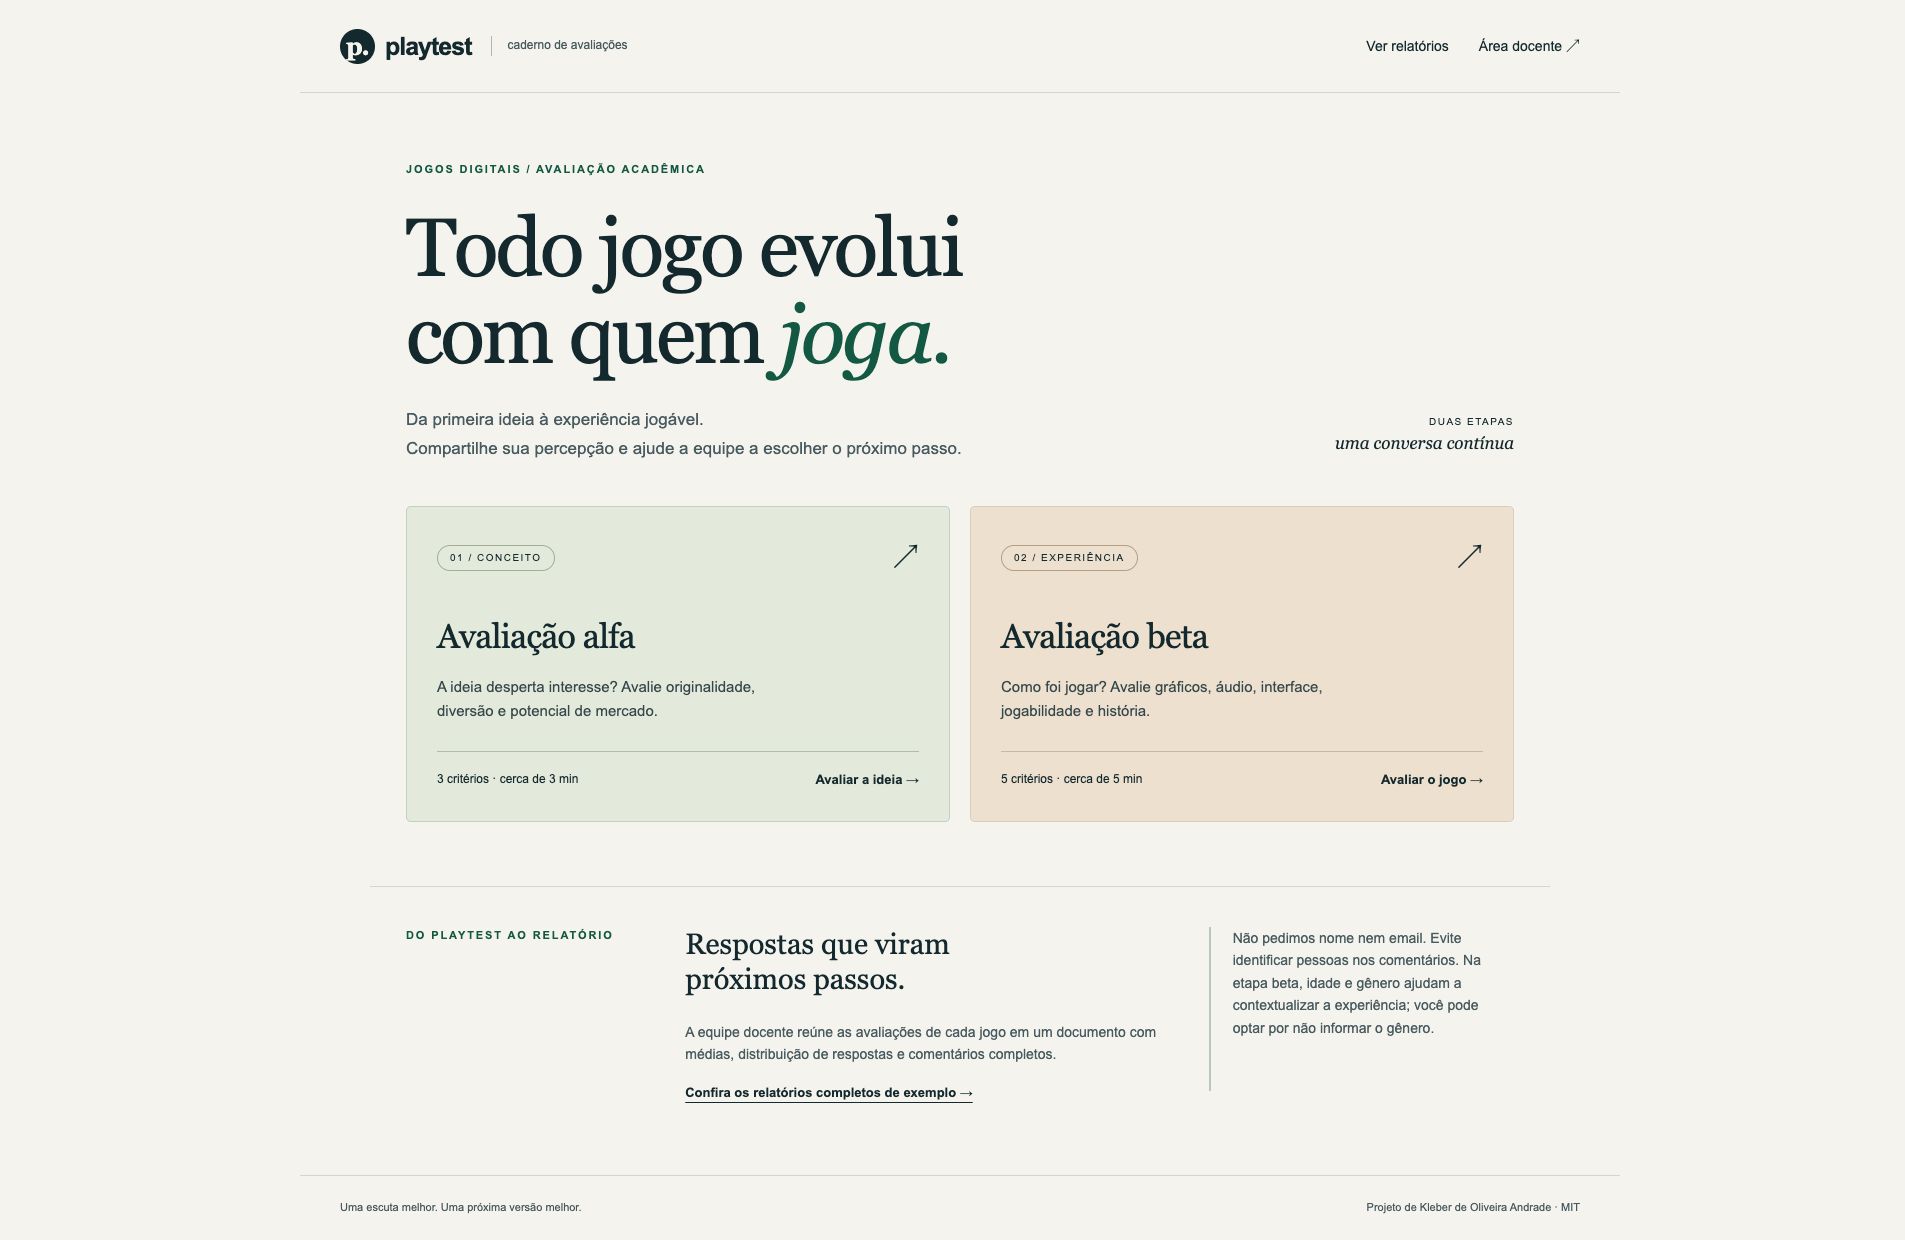 p. playtest
caderno de avaliações
Ver relatórios
Área docente ↗
JOGOS DIGITAIS / AVALIAÇÃO ACADÊMICA
Todo jogo evolui
com quem joga.
Da primeira ideia à experiência jogável.
Compartilhe sua percepção e ajude a equipe a escolher o próximo passo.
DUAS ETAPAS
uma conversa contínua
01 / CONCEITO
Avaliação alfa
A ideia desperta interesse? Avalie originalidade,
diversão e potencial de mercado.
3 critérios · cerca de 3 min
Avaliar a ideia →
02 / EXPERIÊNCIA
Avaliação beta
Como foi jogar? Avalie gráficos, áudio, interface,
jogabilidade e história.
5 critérios · cerca de 5 min
Avaliar o jogo →
DO PLAYTEST AO RELATÓRIO
Respostas que viram
próximos passos.
A equipe docente reúne as avaliações de cada jogo em um documento com
médias, distribuição de respostas e comentários completos.
Confira os relatórios completos de exemplo →
Não pedimos nome nem email. Evite
identificar pessoas nos comentários. Na
etapa beta, idade e gênero ajudam a
contextualizar a experiência; você pode
optar por não informar o gênero.
Uma escuta melhor. Uma próxima versão melhor.
Projeto de Kleber de Oliveira Andrade · MIT